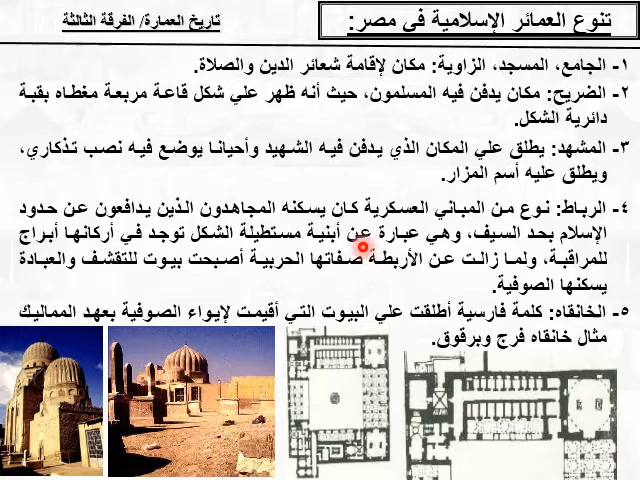 تنوع العمائر الإسلامية فى مصر:
تاريخ العمارة/ الفرقة الثالثة
١- الجامع، المسجد، الزاوية: مكان لإقامة شعائر الدين والصلاة.
٢- الضريح: مكان يدفن فيه المسلمون، حيث أنه ظهر علي شكل قاعة مربعة مغطاه بقبة
دائرية الشكل.
٣- المشهد: يطلق علي المكان الذي يدفن فيه الشهيد وأحيانا يوضع فيه نصب تذكاري،
ويطلق عليه أسم المزار.
٤- الرباط: نوع من المباني العسكرية كان يسكنه المجاهدون الذين يدافعون عن حدود
الإسلام بحد السيف، وهي عبارة عن أبنية مستطيلة الشكل توجد في أركانها أبراج
للمراقبة، ولما زالت عن الأربطة صفاتها الحربية أصبحت بيوت للتقشف والعبادة
يسكنها الصوفية.
٥- الخانقاه: كلمة فارسية أطلقت علي البيوت التي أقيمت لإيواء الصوفية بعهد المماليك
مثال خانقاه فرج وبرقوق.